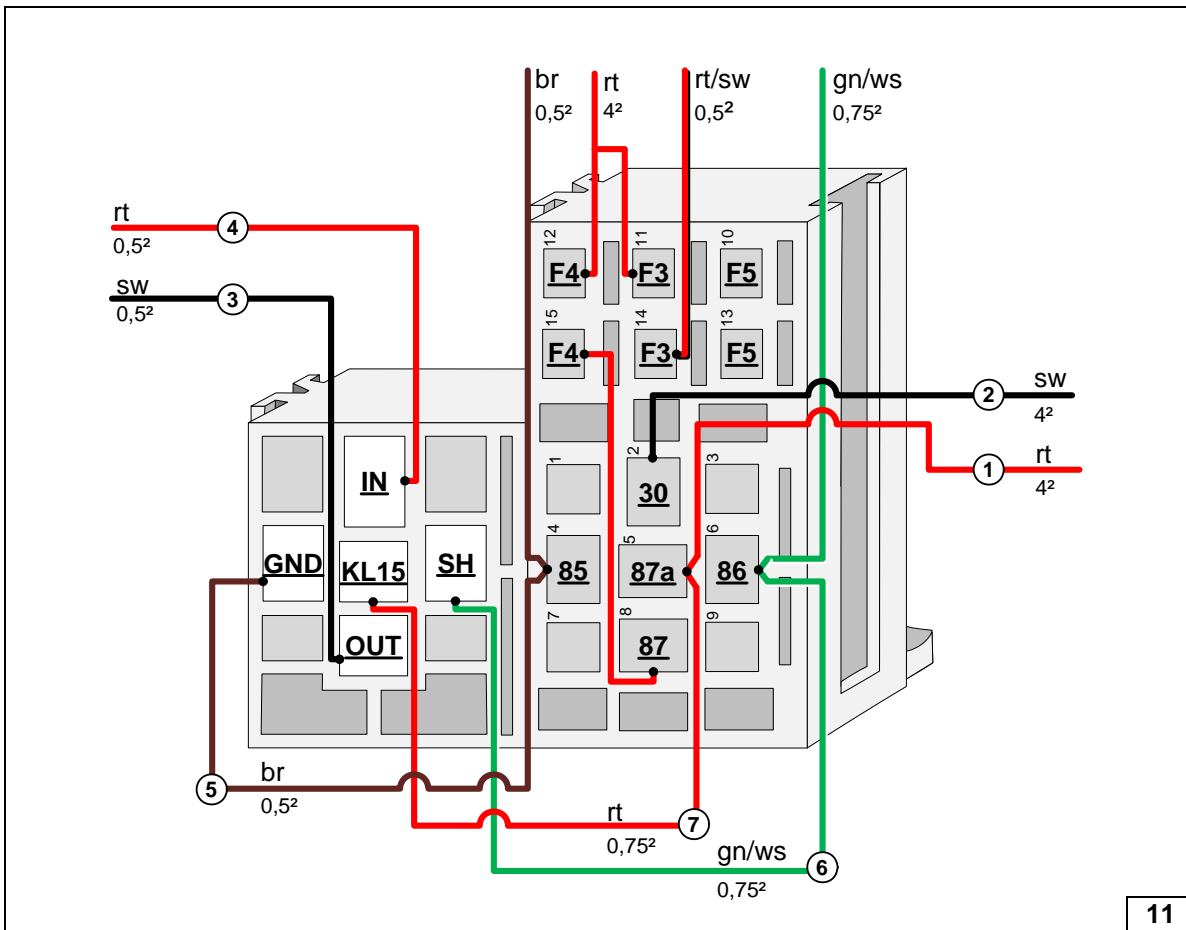 br rt rt/sw gn/ws
0,5² 4² 0,5² 0,75²
rt 4
0,5²
sw 3
0,5²
12 11 10
F4 F3 F5
15 14 13
F4 F3 F5
2 sw
4²
1 rt
4²
1 2 3
IN 30
4 5 6
GND KL15 SH 85 87a 86
7 8 9
OUT 87
5 br
0,5²
rt 7
0,75²
gn/ws 6
0,75²
11